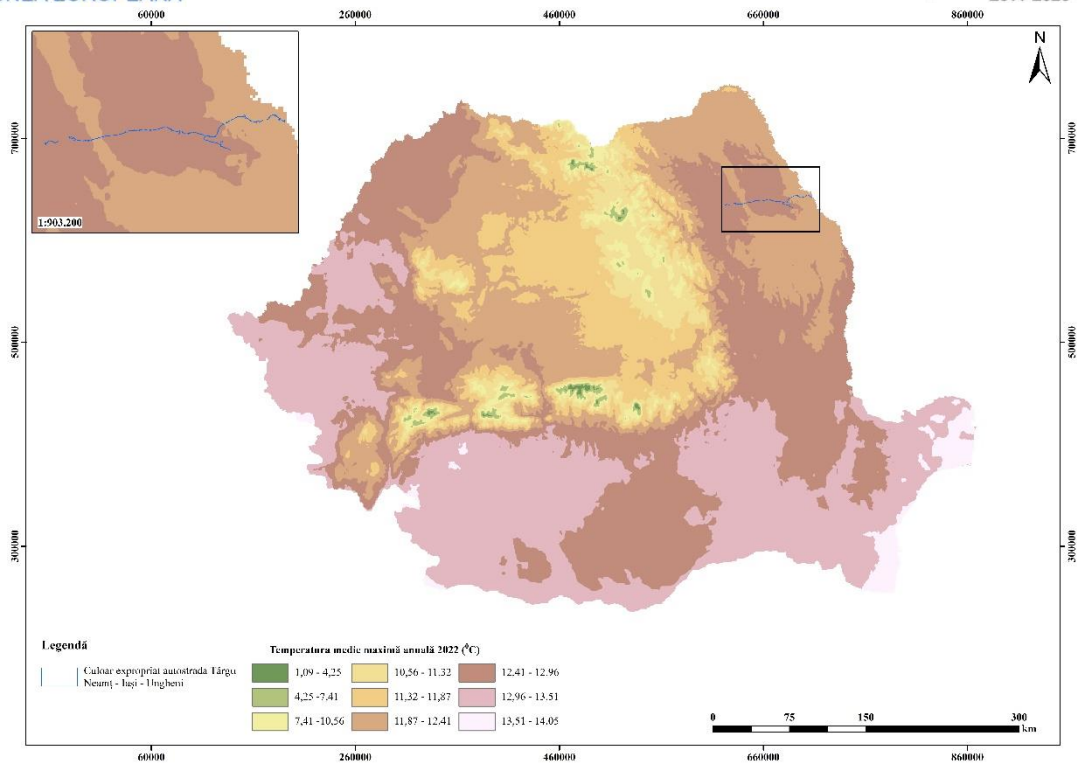 60000 260000 460000 660000 860000
N
700000 700000
1:903.200
500000 500000
300000 300000
Legendă
Culoar expropriat autostrada Târgu
Neamț - Iași - Ungheni
Temperatura medie maximă anuală 2022 (⁰C)
1,09 - 4,25 10,56 - 11.32 12.41 - 12.96
4.25 -7.41 11,32 - 11,87 12,96 - 13.51
7,41 -10,56 11,87 - 12.41 13,51 - 14.05
0 75 150 300
km
60000 260000 460000 660000 860000